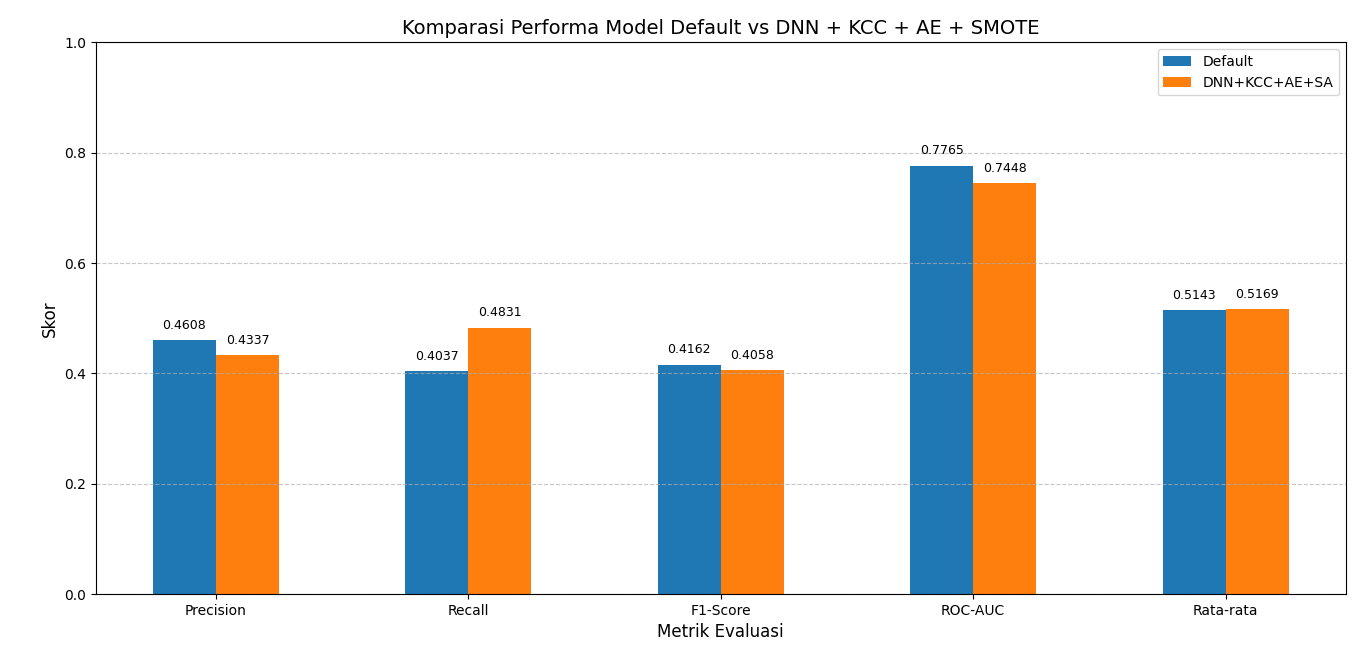 Komparasi Performa Model Default vs DNN + KCC + AE + SMOTE
1.0
Default
DNN+KCC+AE+SA
0.8
0.7765
0.7448
0.6
0.5143
0.5169
0.4831
0.4608
0.4337
0.4037
0.4162
0.4058
0.4
0.2
0.0
Skor
Precision
Recall
F1-Score
ROC-AUC
Rata-rata
Metrik Evaluasi